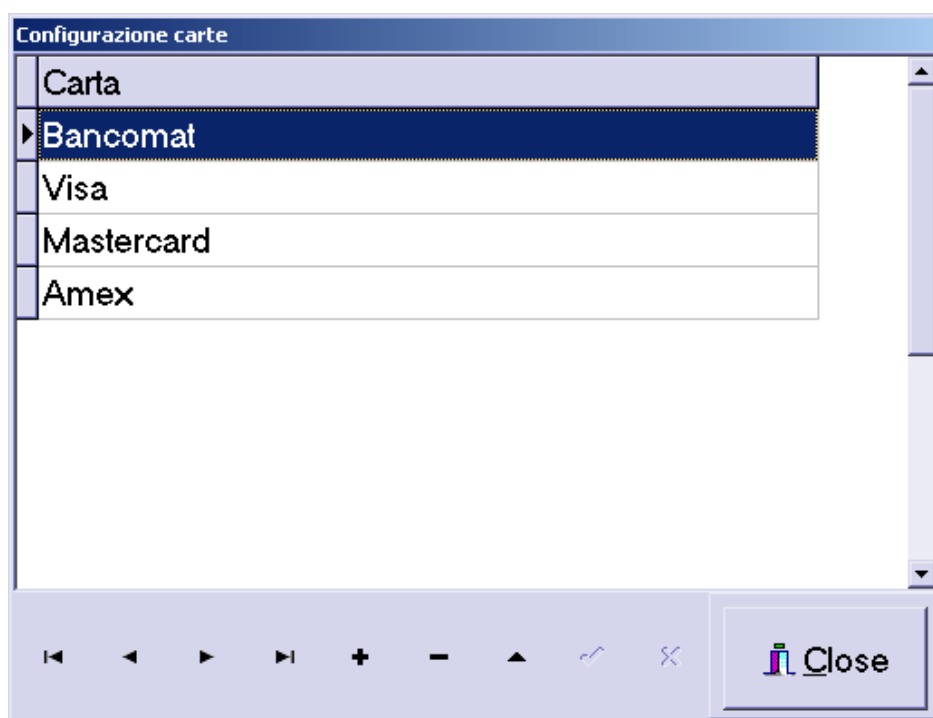 Configurazione carte
Carta
Bancomat
Visa
Mastercard
Amex
Close